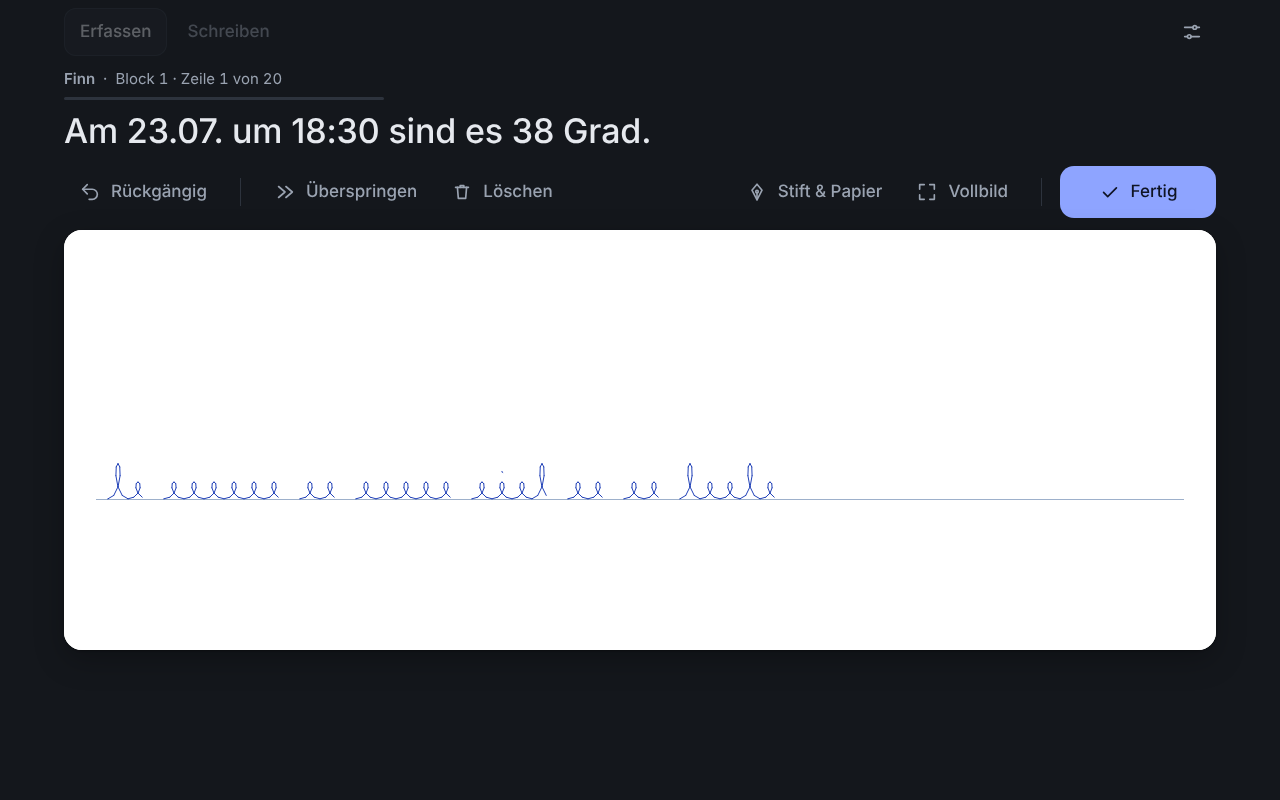 Erfassen Schreiben
Finn · Block 1 · Zeile 1 von 20
Am 23.07. um 18:30 sind es 38 Grad.
Rückgängig Überspringen Löschen Stift & Papier Vollbild Fertig